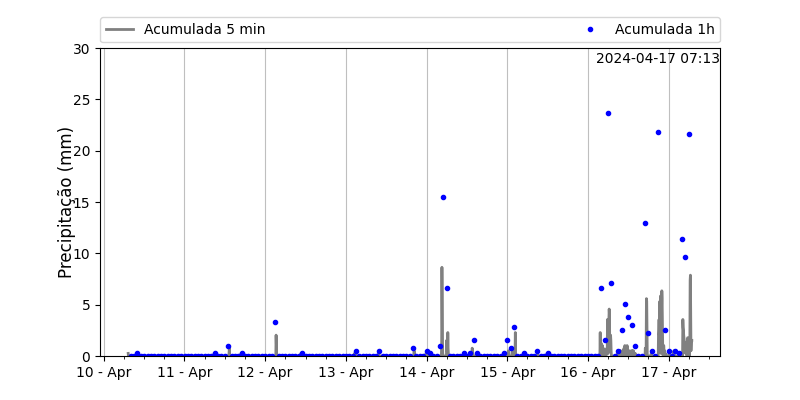 Acumulada 5 min
Acumulada 1h
2024-04-17 07:13
Precipitação (mm)
30
25
20
15
10
5
0
10 - Apr
11 - Apr
12 - Apr
13 - Apr
14 - Apr
15 - Apr
16 - Apr
17 - Apr